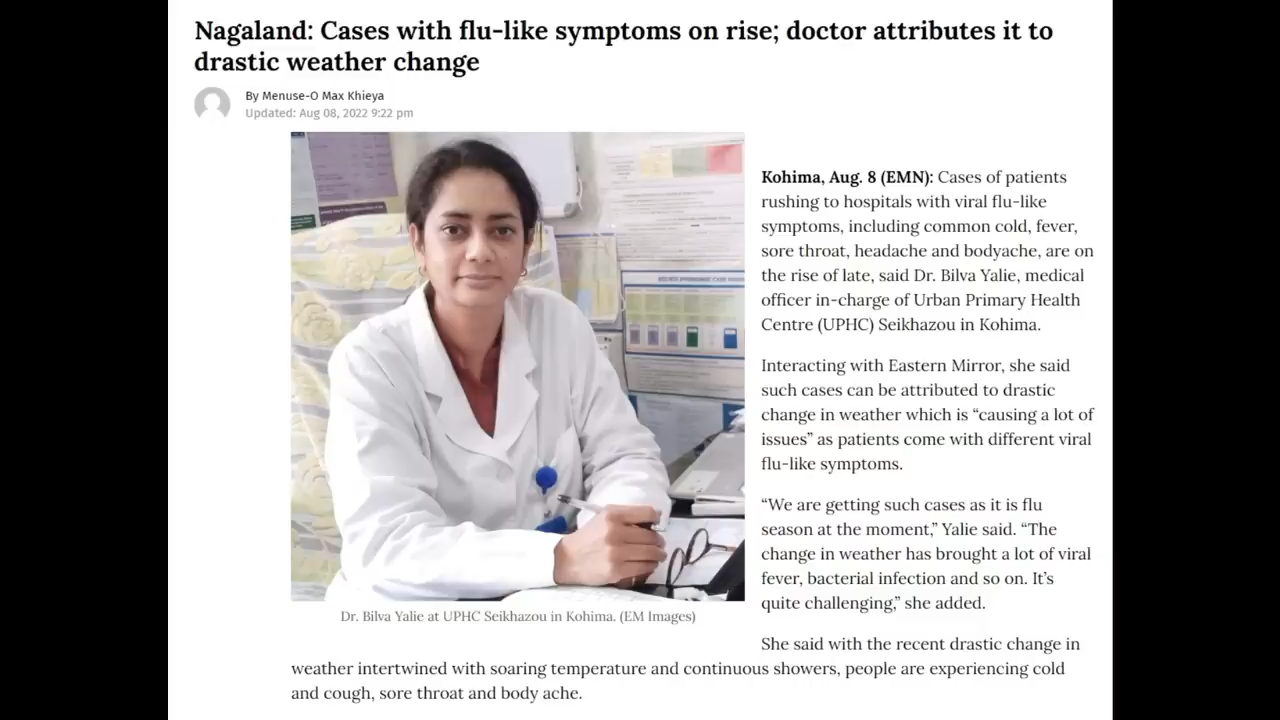 Nagaland: Cases with flu-like symptoms on rise; doctor attributes it to
drastic weather change
By Menuse-O Max Khieya
Updated: Aug 08, 2022 9:22 pm
Kohima, Aug. 8 (EMN): Cases of patients
rushing to hospitals with viral flu-like
symptoms, including common cold, fever,
sore throat, headache and bodyache, are on
the rise of late, said Dr. Bilva Yalie, medical
officer in-charge of Urban Primary Health
Centre (UPHC) Seikhazou in Kohima.
Interacting with Eastern Mirror, she said
such cases can be attributed to drastic
change in weather which is “causing a lot of
issues” as patients come with different viral
flu-like symptoms.
“We are getting such cases as it is flu
season at the moment,” Yalie said. “The
change in weather has brought a lot of viral
fever, bacterial infection and so on. It’s
quite challenging,” she added.
Dr. Bilva Yalie at UPHC Seikhazou in Kohima. (EM Images)
She said with the recent drastic change in
weather intertwined with soaring temperature and continuous showers, people are experiencing cold
and cough, sore throat and body ache.